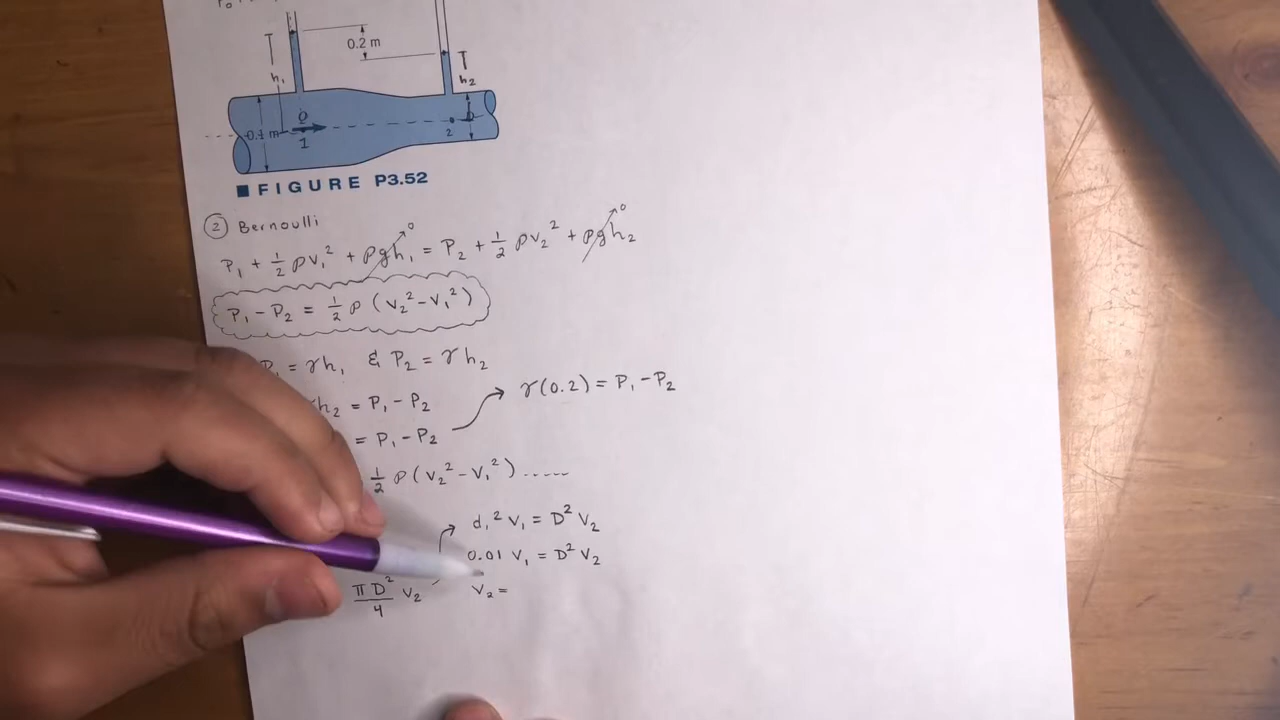 0.2 m
h₁
h₂
0.1 m
Q
D
1
2
■ FIGURE P3.52
② Bernoulli
P₁ + ½ ρv₁² + ρgh₁ ↗0 = P₂ + ½ ρv₂² + ρgh₂ ↗0
P₁ - P₂ = ½ ρ (v₂² - v₁²)
P₁ = γh₁ & P₂ = γh₂
h₂ = P₁ - P₂
γ(0.2) = P₁ - P₂
= P₁ - P₂
½ ρ(v₂² - v₁²) .....
d₁² v₁ = D² v₂
0.01 v₁ = D² v₂
πD²/4 v₂
v₂ =